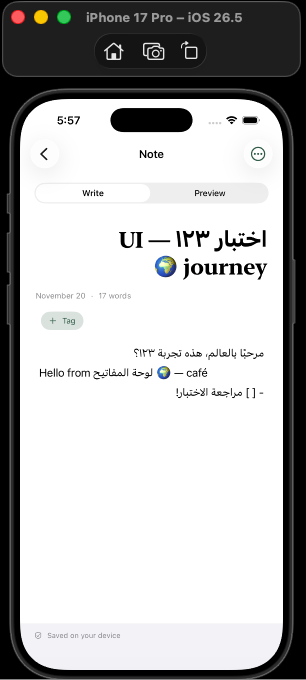 iPhone 17 Pro – iOS 26.5
5:57
Note
Write
Preview
اختبار ١٢٣ — UI
journey 🌍
November 20 · 17 words
+ Tag
مرحبًا بالعالم، هذه تجربة ١٢٣؟
Hello from لوحة المفاتيح 🌍 — café
- [ ] مراجعة الاختبار!
Saved on your device